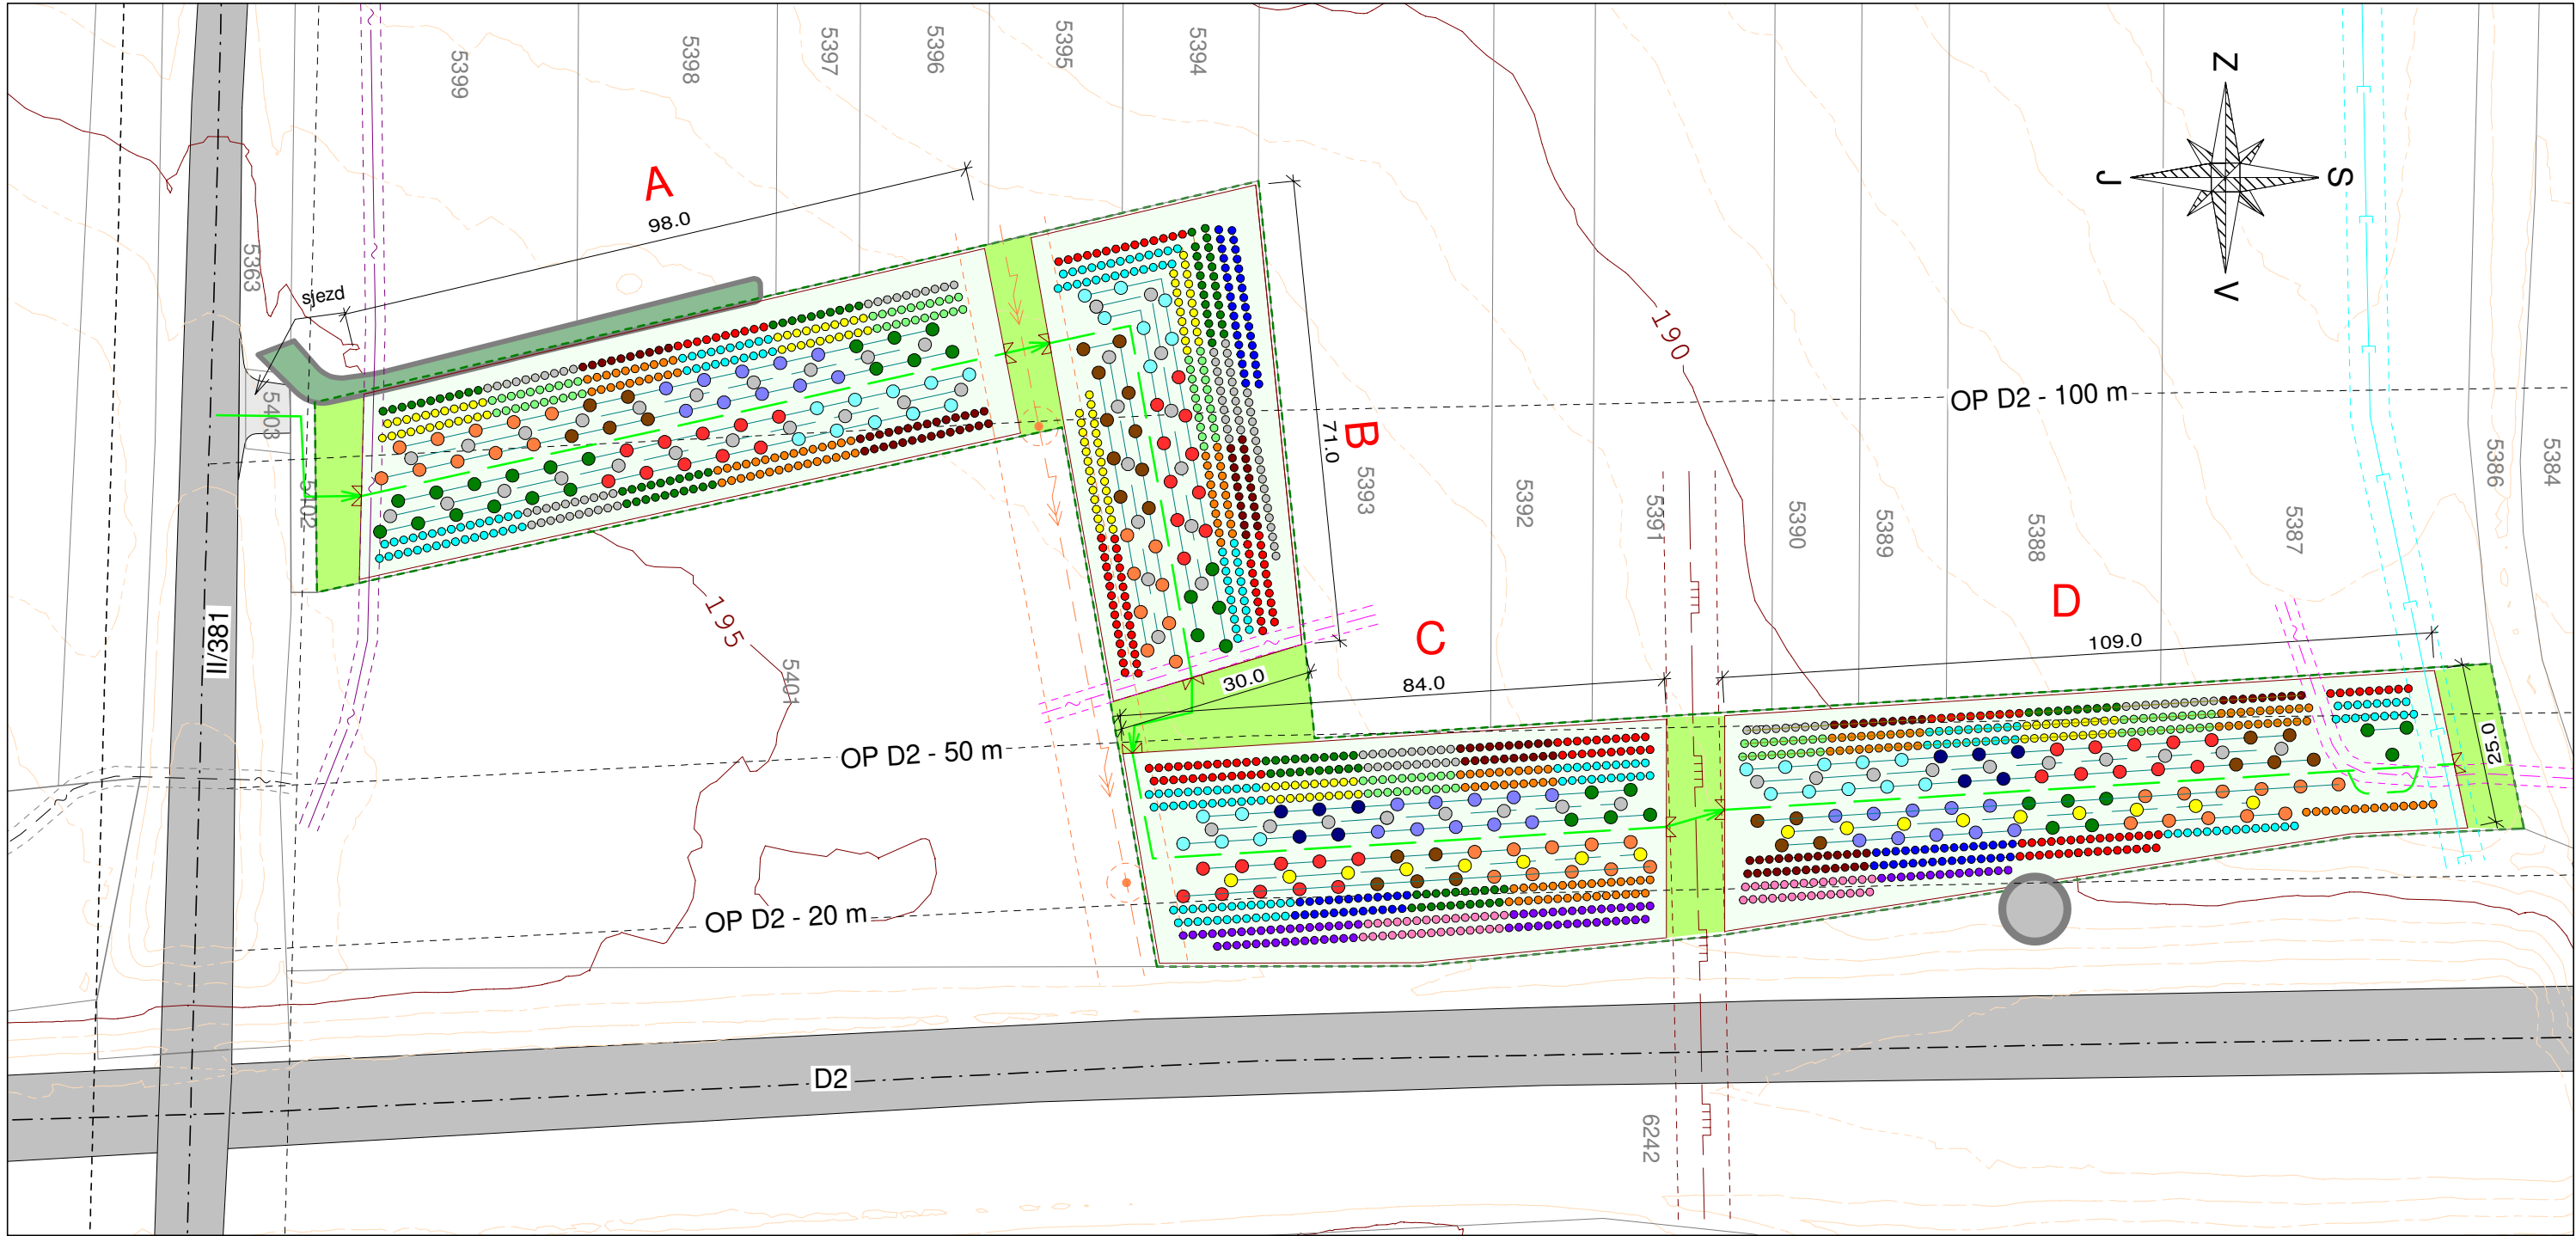 5399
5398
5397
5396
5395
5394
Z
J
S
V
A
98.0
sjezd
5363
5403
5402
190
OP D2 - 100 m
B
71.0
5393
5392
5391
5390
5389
5388
5387
5386
5384
II/381
195
5401
C
30.0
84.0
D
109.0
25.0
OP D2 - 50 m
OP D2 - 20 m
D2
6242